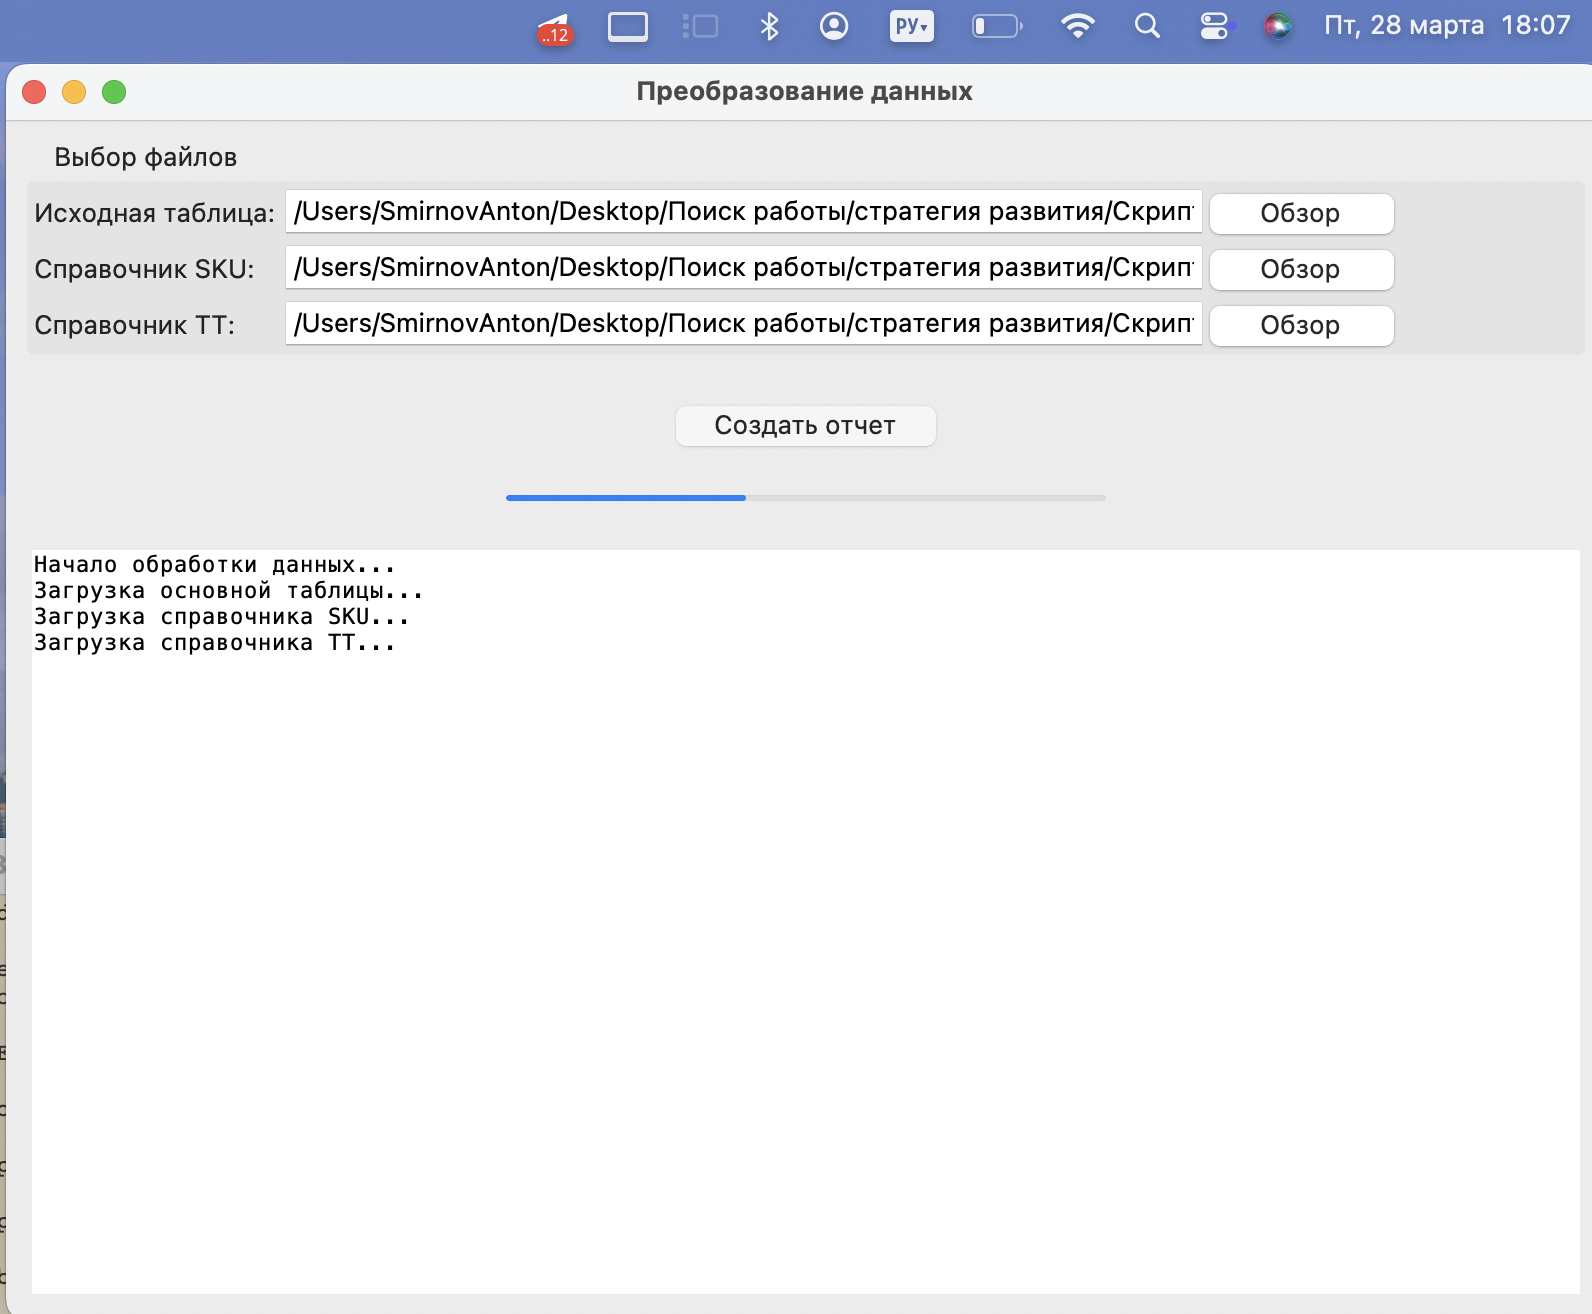 ..12
РУ
Пт, 28 марта 18:07
Преобразование данных
Выбор файлов
Исходная таблица: /Users/SmirnovAnton/Desktop/Поиск работы/стратегия развития/Скрип Обзор
Справочник SKU: /Users/SmirnovAnton/Desktop/Поиск работы/стратегия развития/Скрип Обзор
Справочник ТТ: /Users/SmirnovAnton/Desktop/Поиск работы/стратегия развития/Скрип Обзор
Создать отчет
Начало обработки данных...
Загрузка основной таблицы...
Загрузка справочника SKU...
Загрузка справочника ТТ...